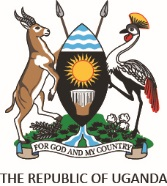 FOR GOD AND MY COUNTRY
THE REPUBLIC OF UGANDA